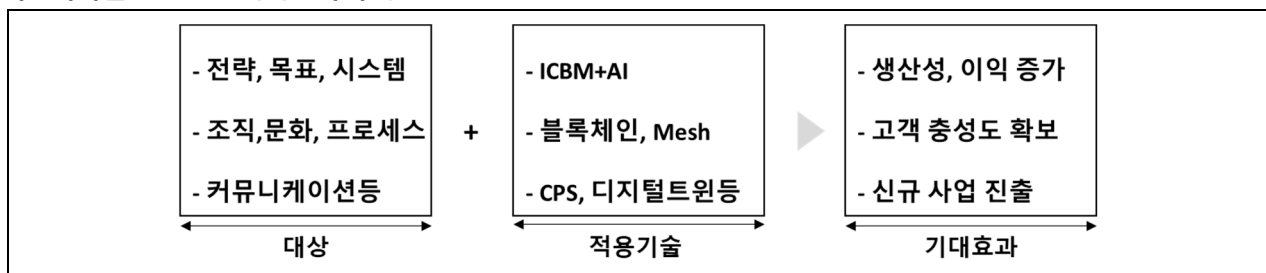 - 전략, 목표, 시스템
- 조직,문화, 프로세스
- 커뮤니케이션등
+
- ICBM+AI
- 블록체인, Mesh
- CPS, 디지털트윈등
- 생산성, 이익 증가
- 고객 충성도 확보
- 신규 사업 진출
대상
적용기술
기대효과